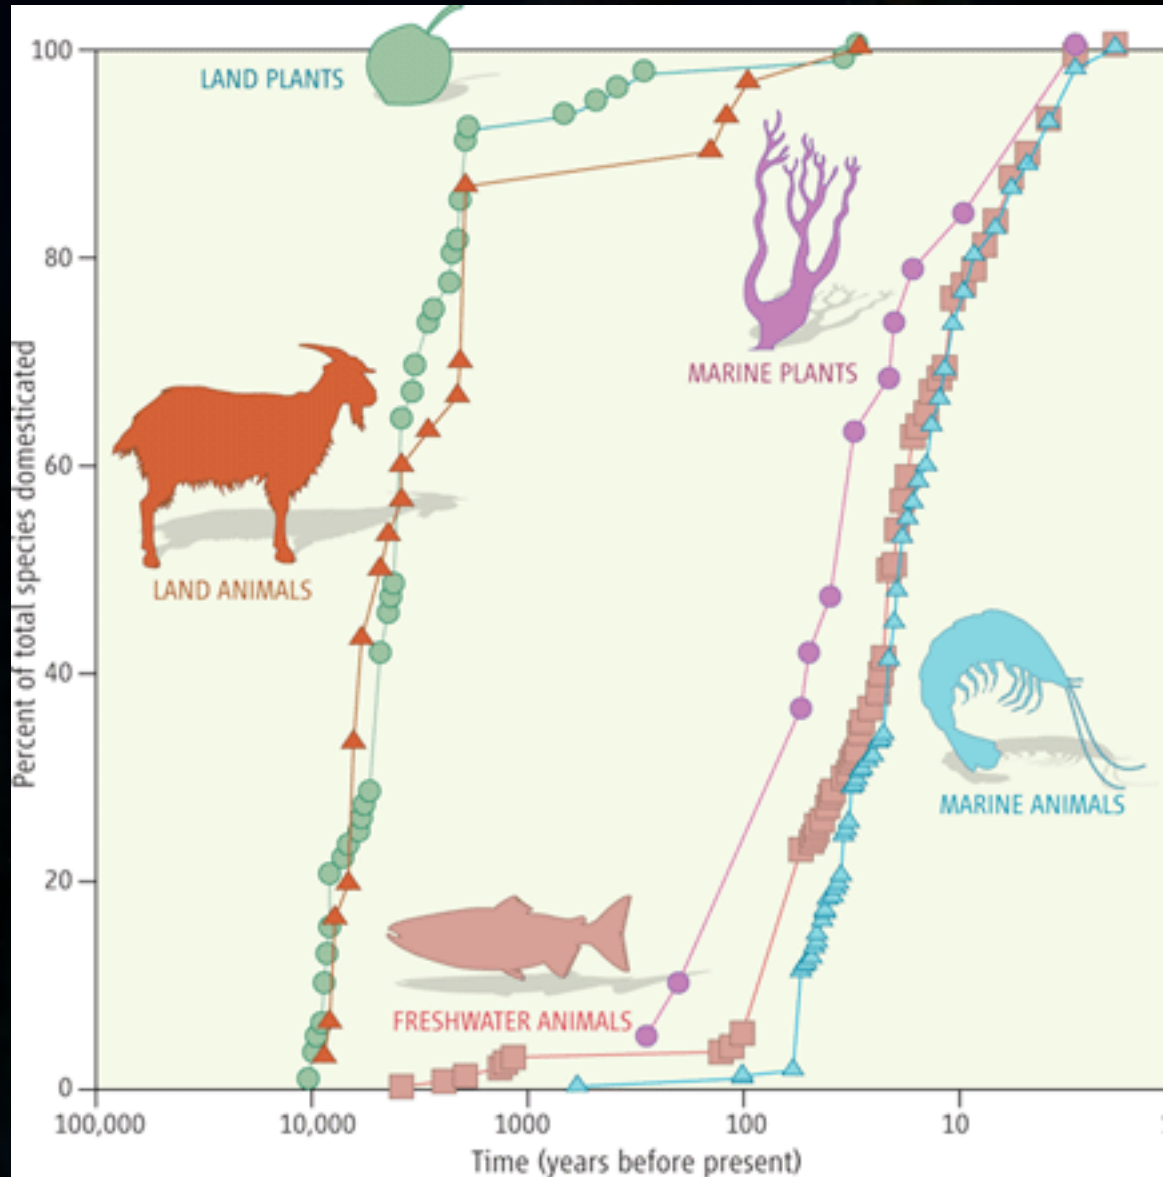 100
LAND PLANTS
80
MARINE PLANTS
60
LAND ANIMALS
40
MARINE ANIMALS
20
FRESHWATER ANIMALS
0
Percent of total species domesticated
100,000 10,000 1000 100 10
Time (years before present)